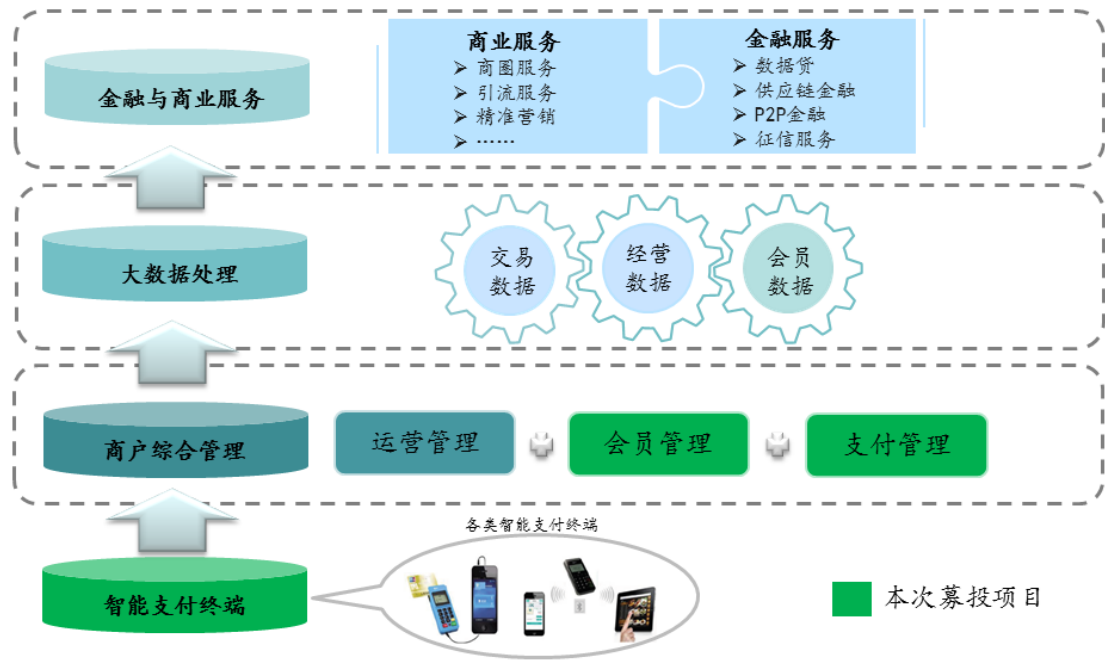 金融与商业服务
商业服务
➢ 商圈服务
➢ 引流服务
➢ 精准营销
➢ ……
金融服务
➢ 数据贷
➢ 供应链金融
➢ P2P金融
➢ 征信服务
大数据处理
交易
数据
经营
数据
会员
数据
商户综合管理
运营管理
会员管理
支付管理
智能支付终端
各类智能支付终端
本次募投项目